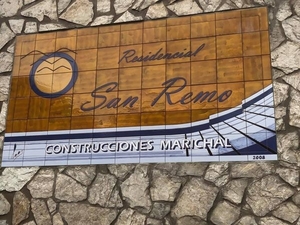 Residencial
San Remo
CONSTRUCCIONES MARICHAL
2008